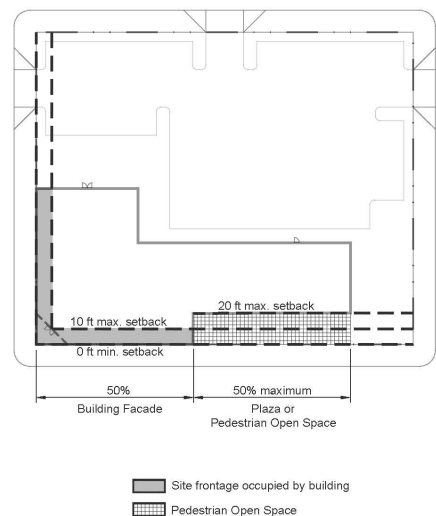 20 ft max. setback
10 ft max. setback
0 ft min. setback
50%
50% maximum
Building Facade
Plaza or
Pedestrian Open Space
Site frontage occupied by building
Pedestrian Open Space